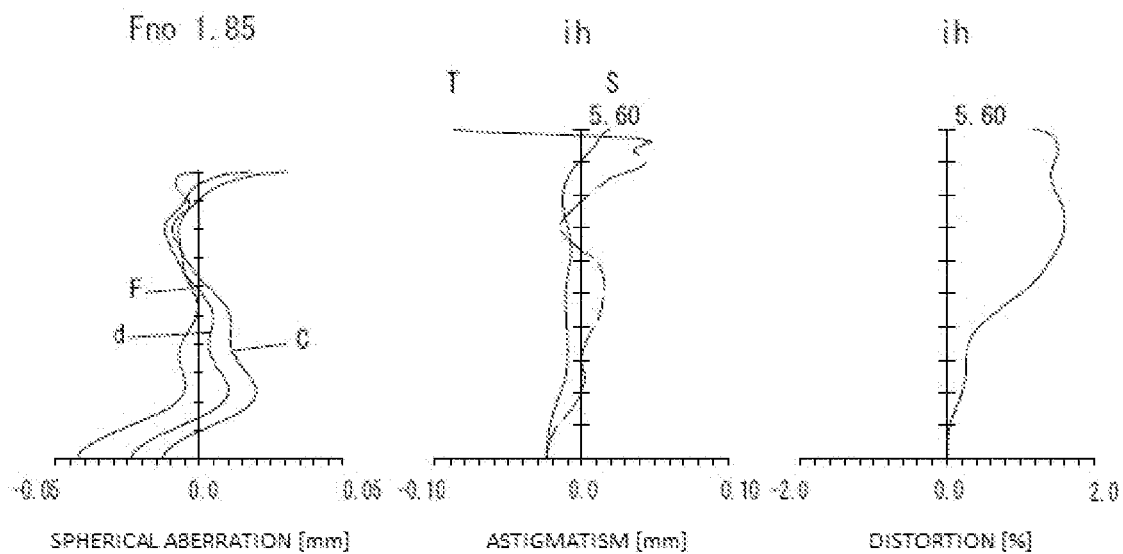 Fno 1.85 ih ih
T S
5.60 5.60
F
d C
-0.05 0.0 0.05 -0.10 0.0 0.10 -2.0 0.0 2.0
SPHERICAL ABERRATION [mm] ASTIGMATISM [mm] DISTORTION [%]